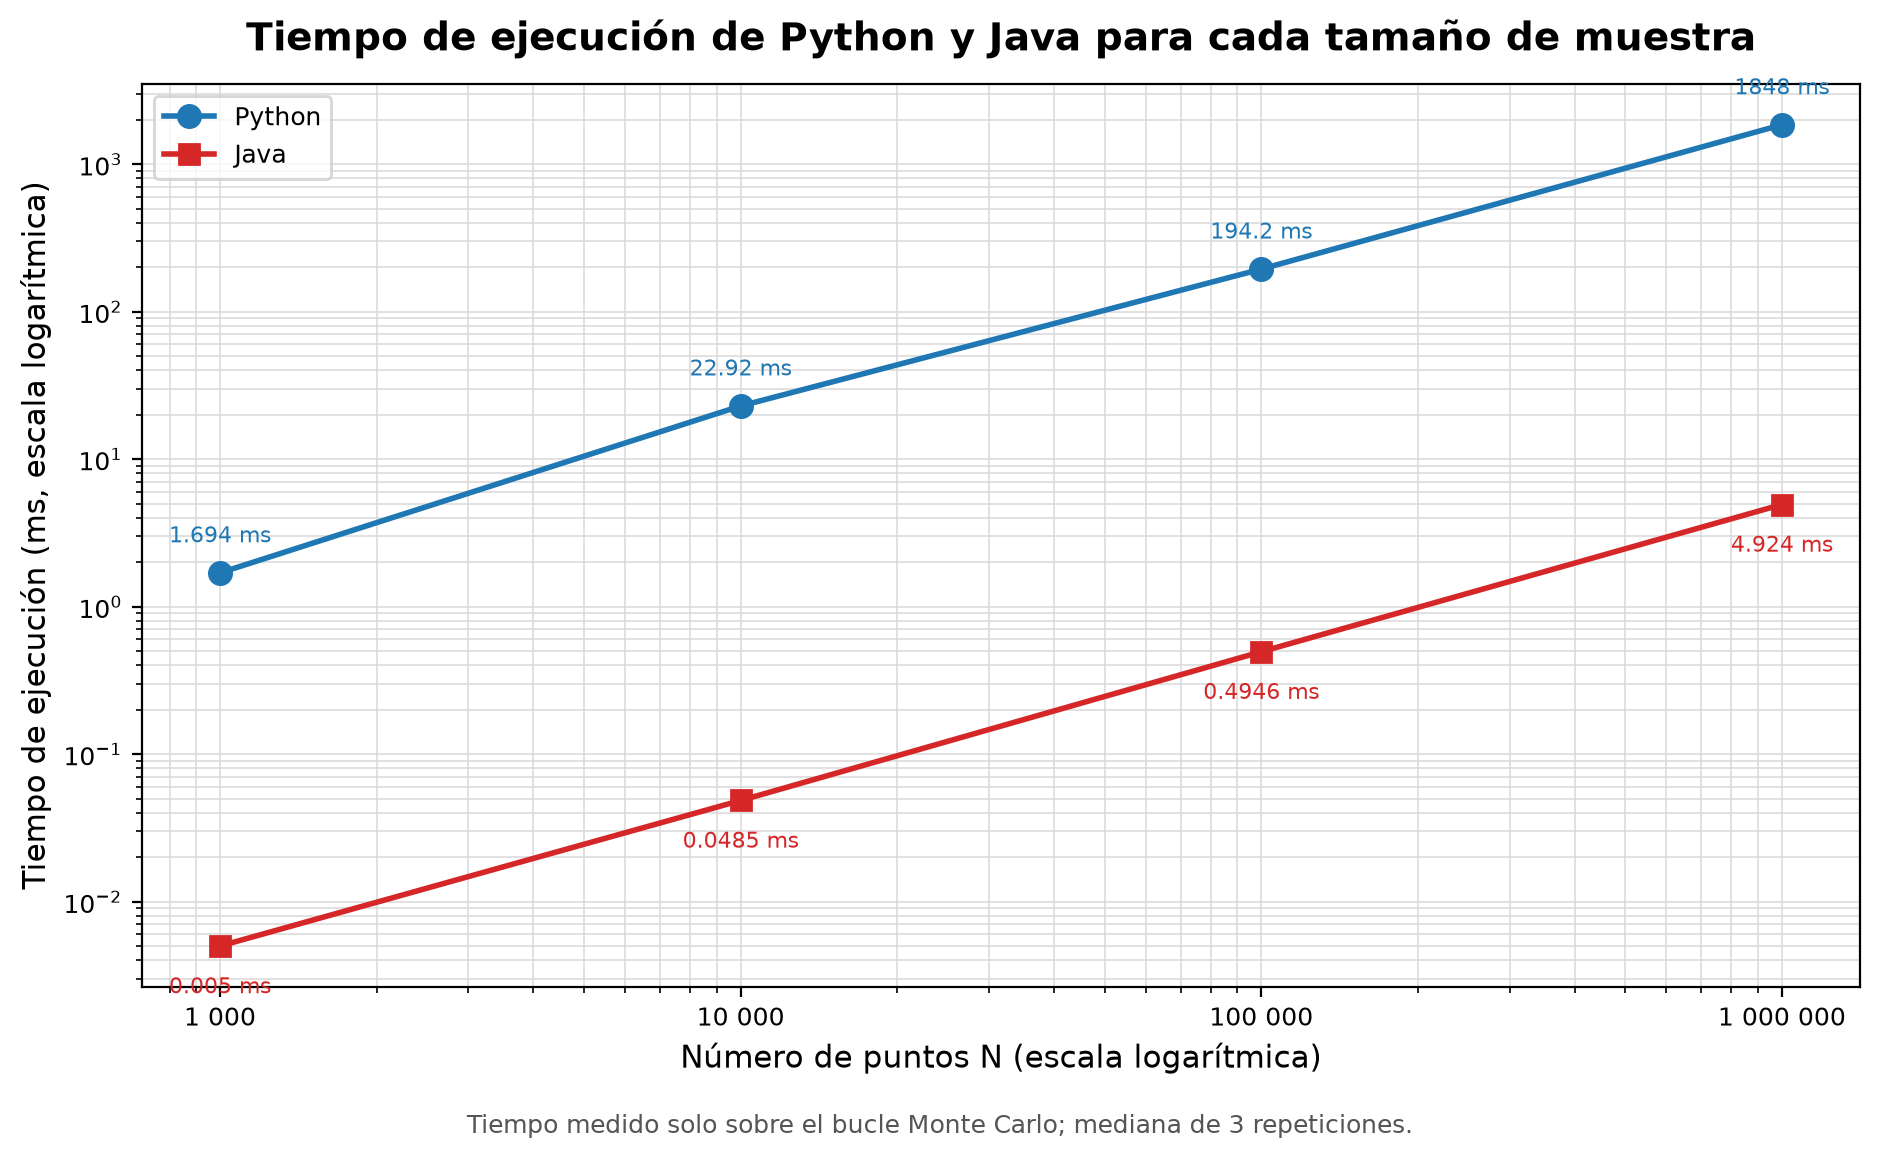 Tiempo de ejecución de Python y Java para cada tamaño de muestra
Python
Java
Tiempo de ejecución (ms, escala logarítmica)
10³
10²
10¹
10⁰
10⁻¹
10⁻²
1848 ms
194.2 ms
22.92 ms
1.694 ms
4.924 ms
0.4946 ms
0.0485 ms
0.005 ms
1 000
10 000
100 000
1 000 000
Número de puntos N (escala logarítmica)
Tiempo medido solo sobre el bucle Monte Carlo; mediana de 3 repeticiones.